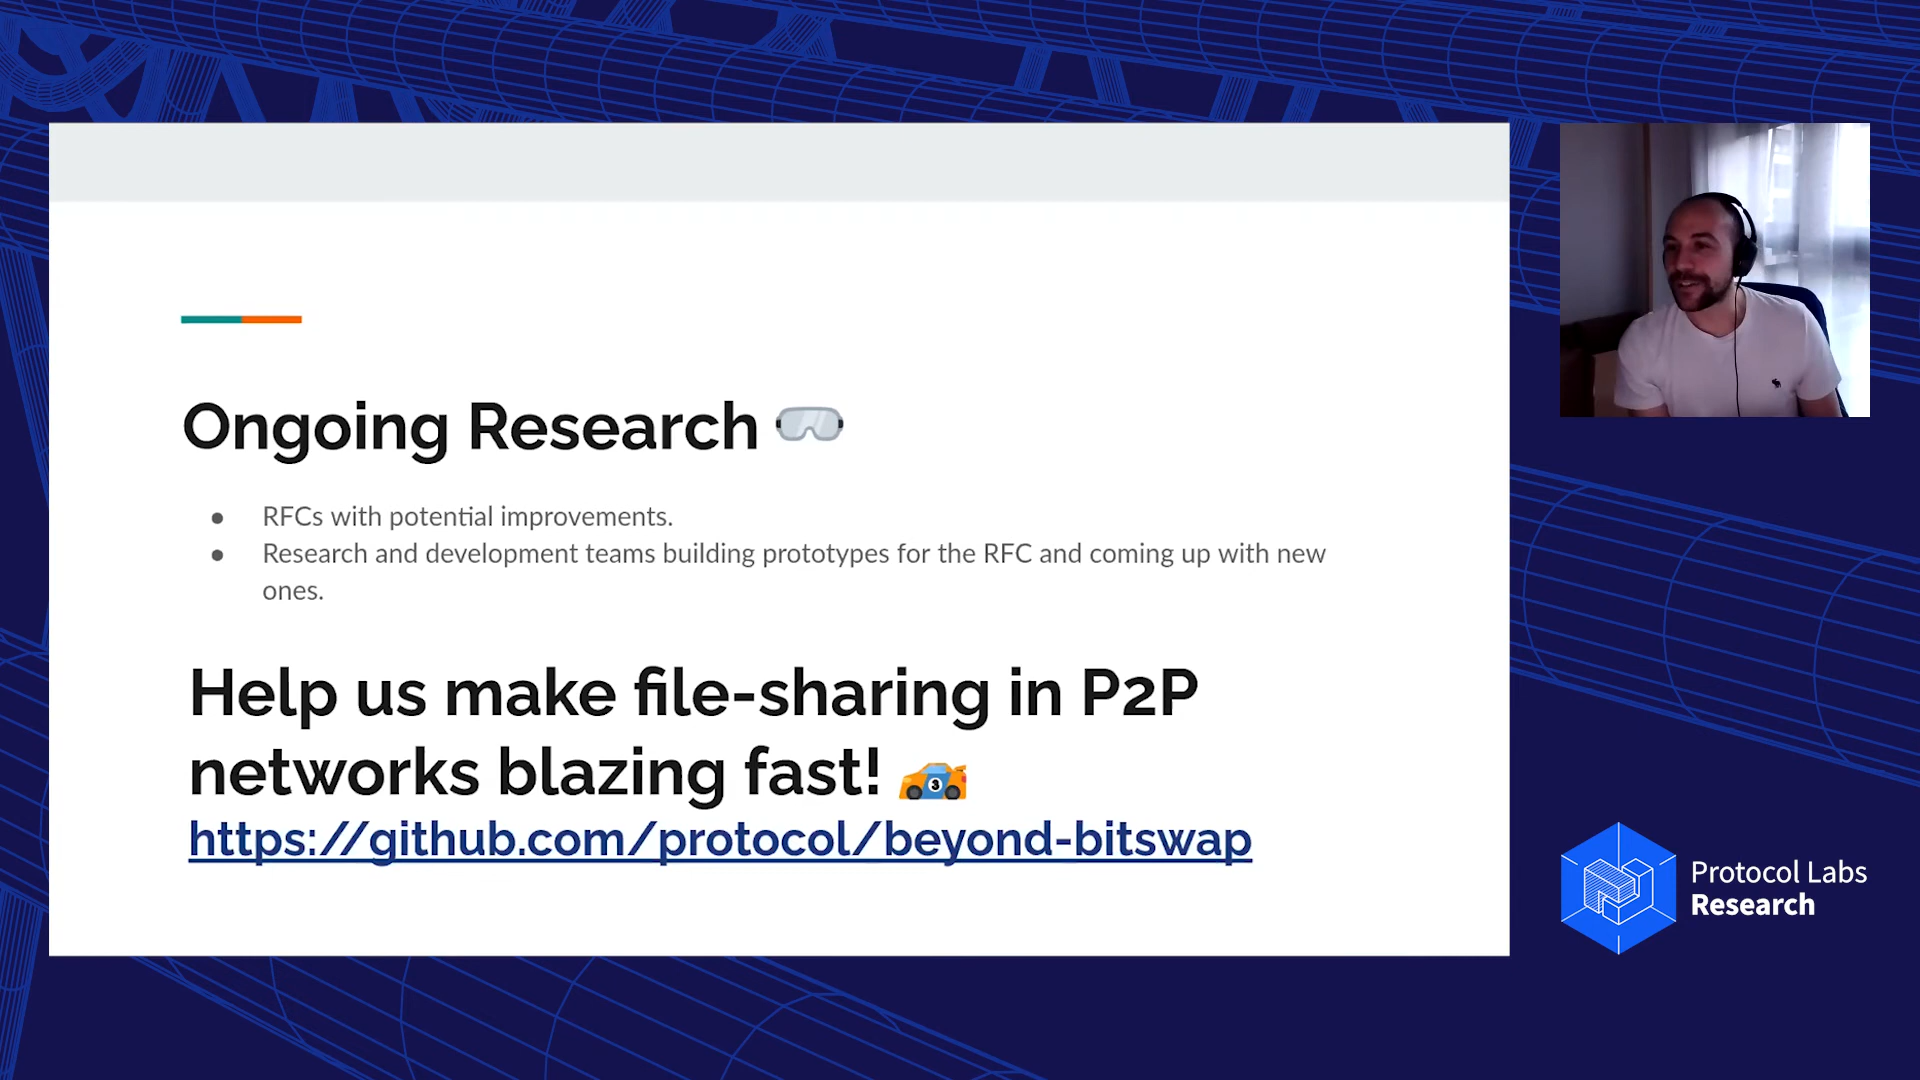 Ongoing Research
RFCs with potential improvements.
Research and development teams building prototypes for the RFC and coming up with new
ones.
Help us make file-sharing in P2P
networks blazing fast!
3
https://github.com/protocol/beyond-bitswap
Protocol Labs
Research